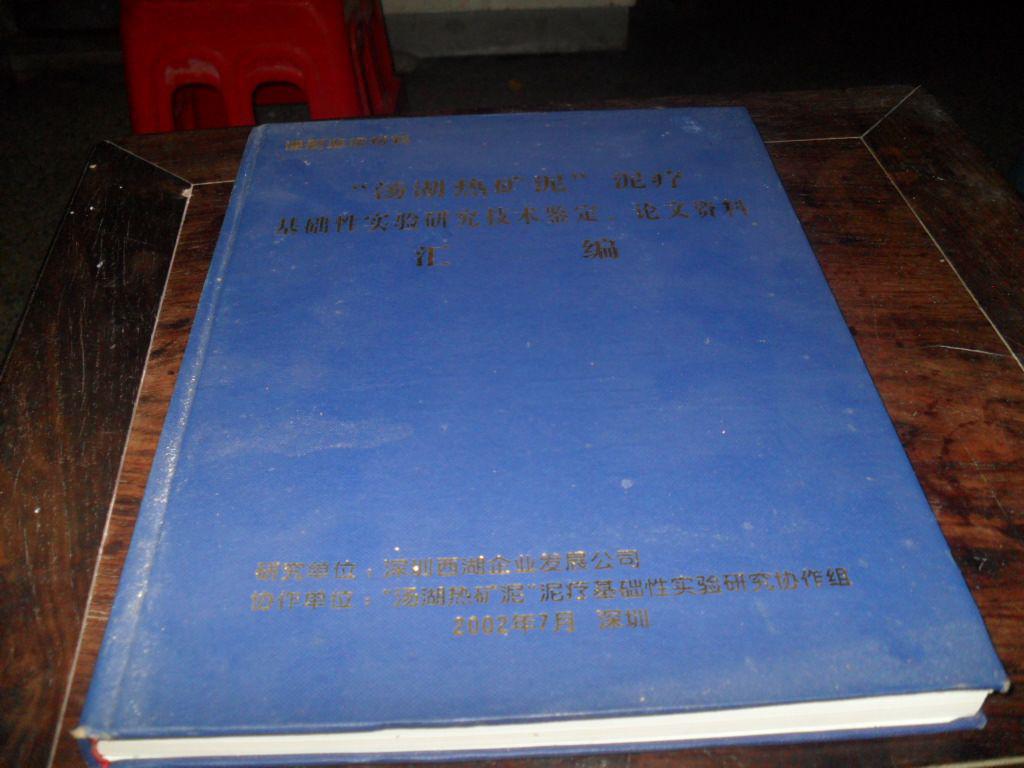 “汤湖热矿泥”泥疗
基础性实验研究技术鉴定、论文资料
汇 编
研究单位：深圳西湖企业发展公司
协作单位：“汤湖热矿泥”泥疗基础性实验研究协作组
2002年7月 深圳